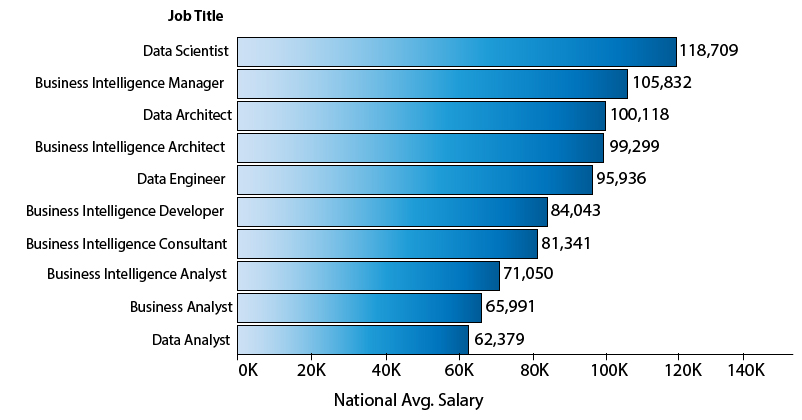 Job Title
Data Scientist 118,709
Business Intelligence Manager 105,832
Data Architect 100,118
Business Intelligence Architect 99,299
Data Engineer 95,936
Business Intelligence Developer 84,043
Business Intelligence Consultant 81,341
Business Intelligence Analyst 71,050
Business Analyst 65,991
Data Analyst 62,379
0K 20K 40K 60K 80K 100K 120K 140K
National Avg. Salary